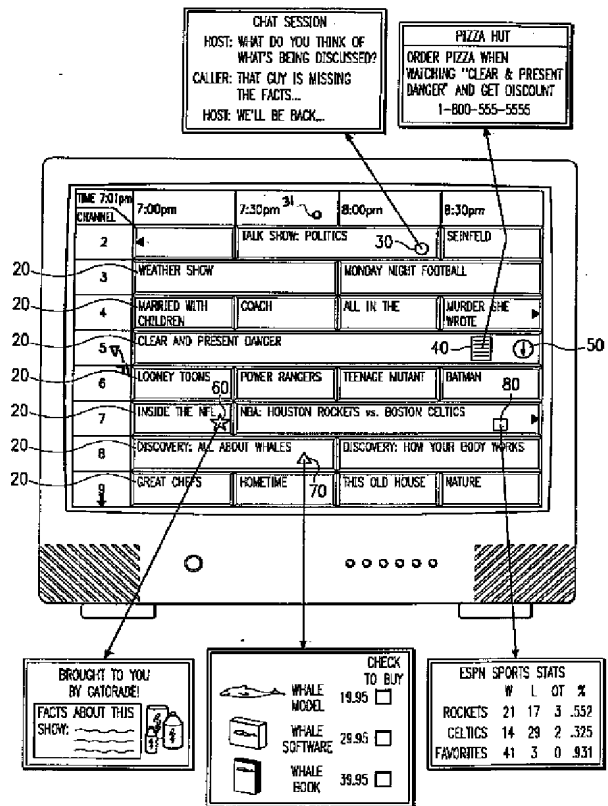 CHAT SESSION
HOST: WHAT DO YOU THINK OF
WHAT'S BEING DISCUSSED?
CALLER: THAT GUY IS MISSING
THE FACTS...
HOST: WE'LL BE BACK...
PIZZA HUT
ORDER PIZZA WHEN
WATCHING "CLEAR & PRESENT
DANGER" AND GET DISCOUNT
1-800-555-5555
TIME 7:01pm
CHANNEL
7:00pm 7:30pm 31 8:00pm 8:30pm
2 TALK SHOW: POLITICS 30 SEINFELD
20 3 WEATHER SHOW MONDAY NIGHT FOOTBALL
20 4 MARRIED WITH CHILDREN COACH ALL IN THE MURDER SHE WROTE
20 5 CLEAR AND PRESENT DANGER 40 50
20 6 LOONEY TOONS POWER RANGERS TEENAGE MUTANT BATMAN
60 80
20 7 INSIDE THE NFL NBA: HOUSTON ROCKETS vs. BOSTON CELTICS
20 8 DISCOVERY: ALL ABOUT WHALES DISCOVERY: HOW YOUR BODY WORKS
20 9 GREAT CHEFS HOMETIME 70 THIS OLD HOUSE NATURE
BROUGHT TO YOU
BY GATORADE!
FACTS ABOUT THIS
SHOW:
CHECK
TO BUY
WHALE
MODEL 19.95
WHALE
SOFTWARE 29.95
WHALE
BOOK 39.95
ESPN SPORTS STATS
W L OT %
ROCKETS 21 17 3 .552
CELTICS 14 29 2 .325
FAVORITES 41 3 0 .931